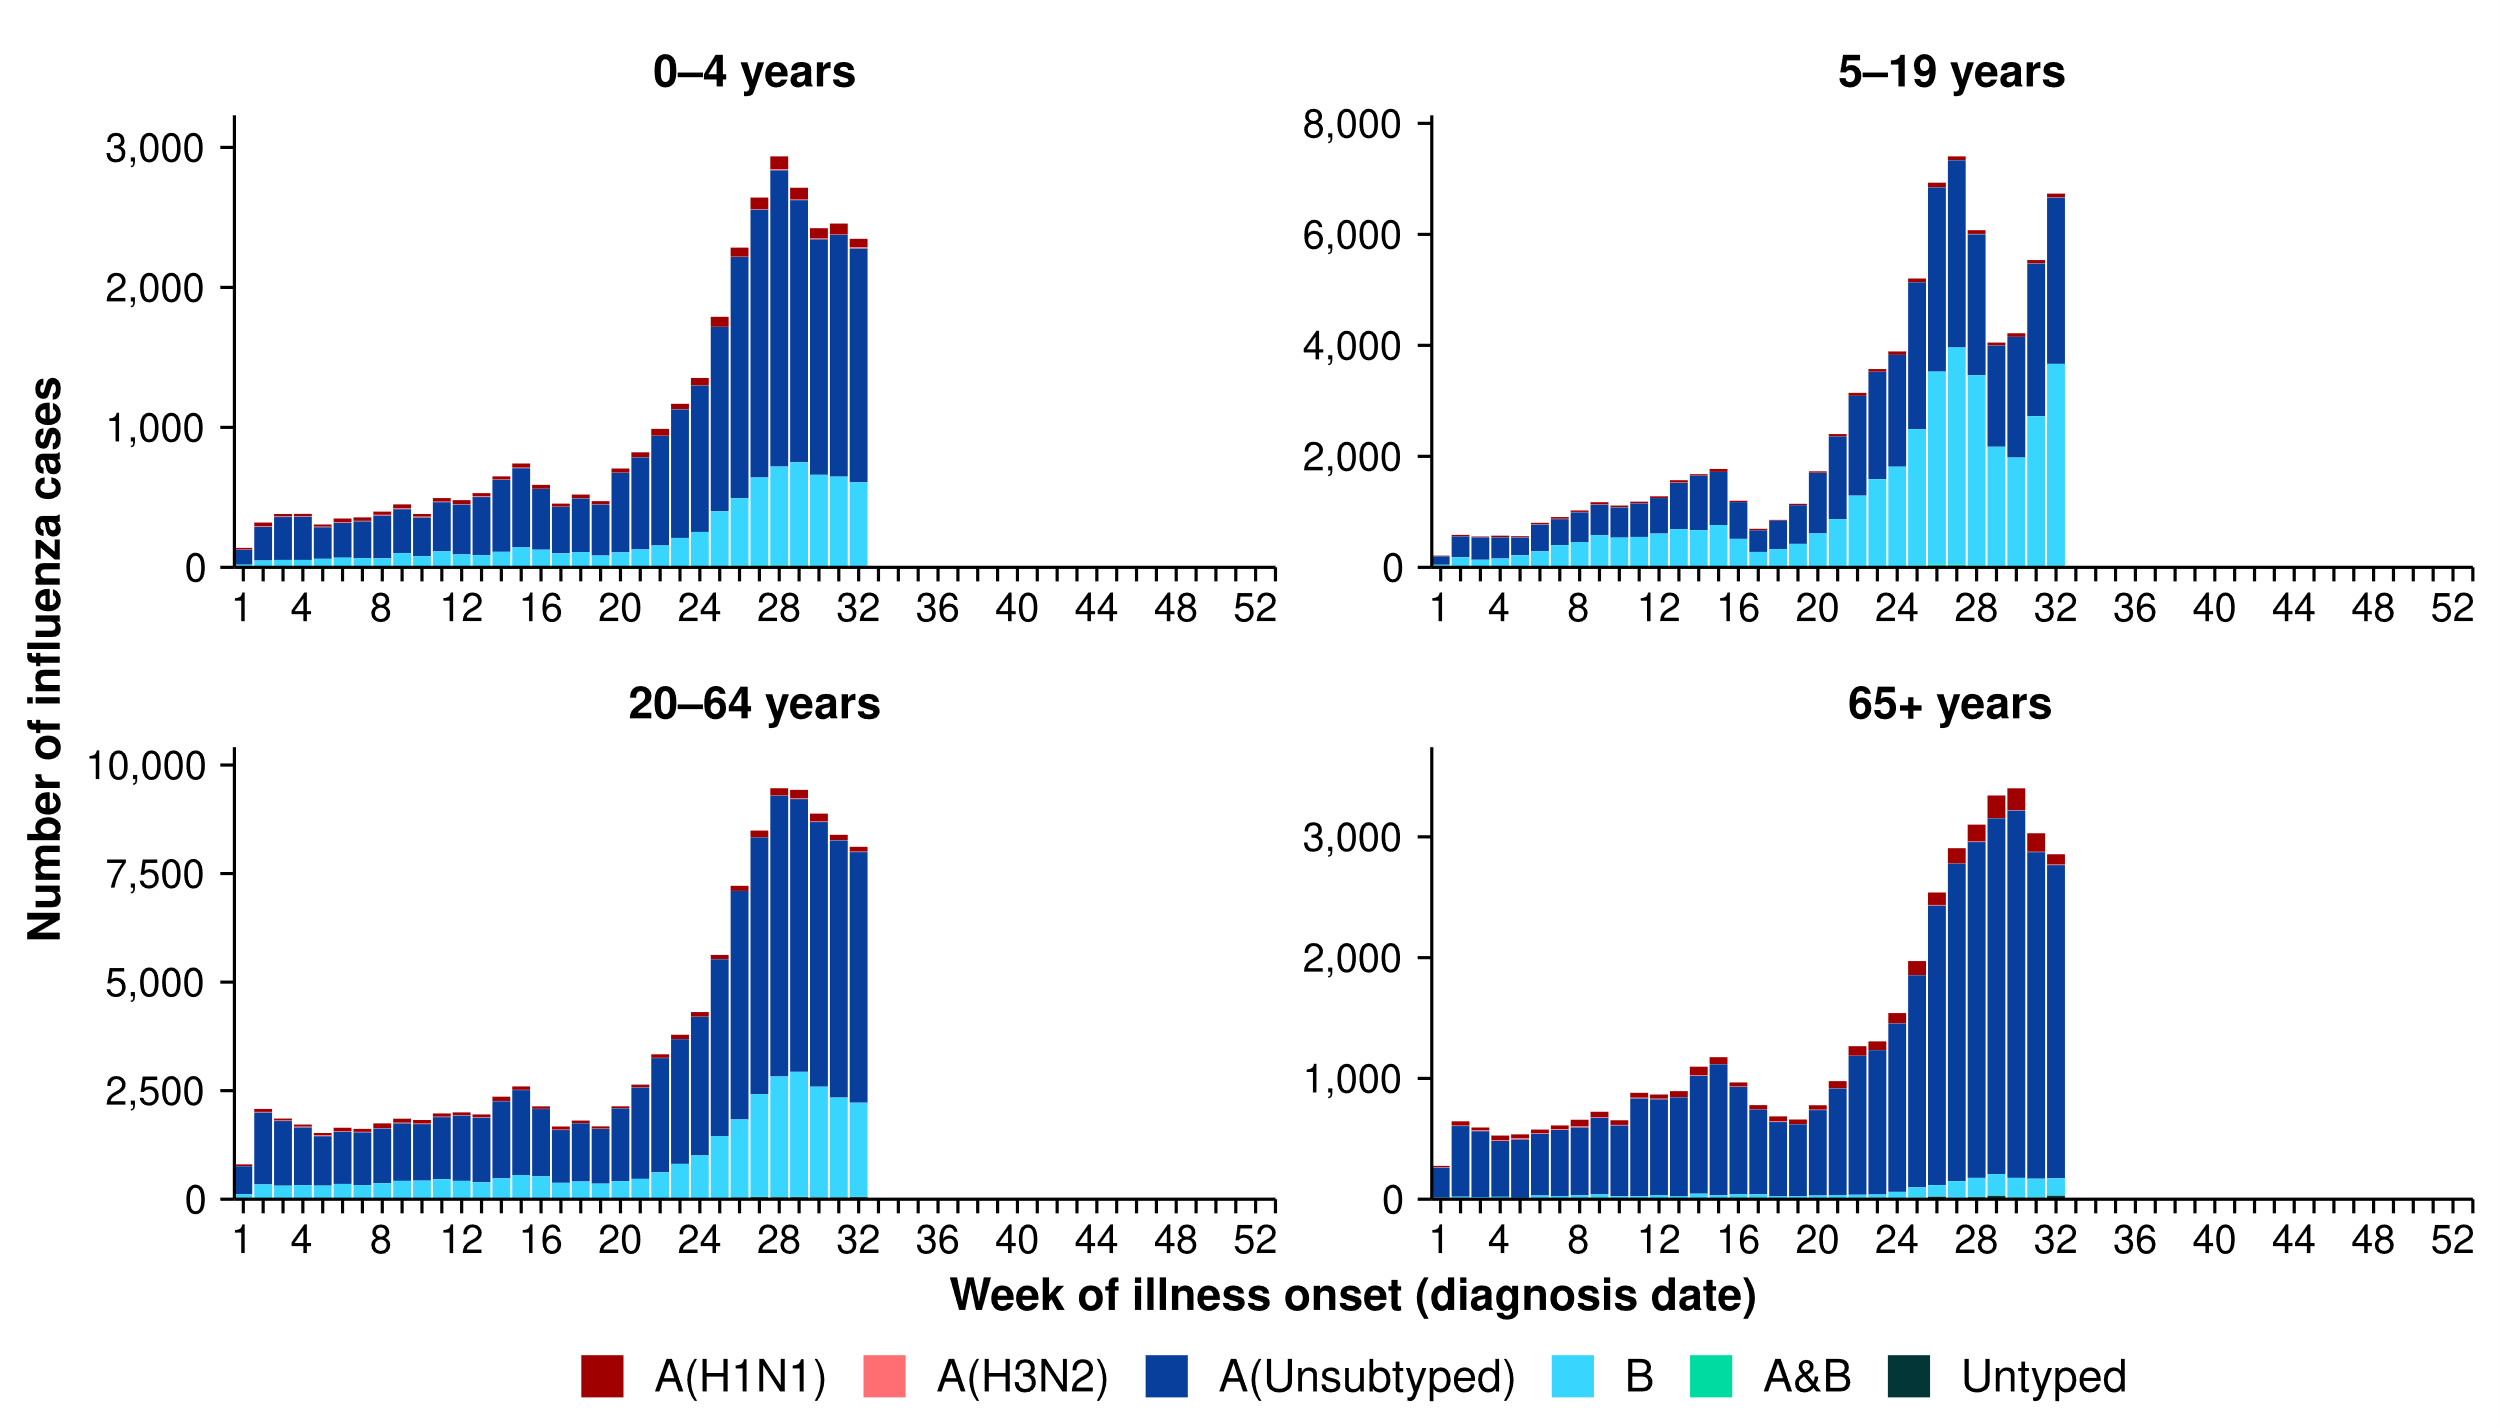 0–4 years
5–19 years
3,000
2,000
1,000
0
8,000
6,000
4,000
2,000
0
1 4 8 12 16 20 24 28 32 36 40 44 48 52
1 4 8 12 16 20 24 28 32 36 40 44 48 52
Number of influenza cases
20–64 years
65+ years
10,000
7,500
5,000
2,500
0
3,000
2,000
1,000
0
1 4 8 12 16 20 24 28 32 36 40 44 48 52
1 4 8 12 16 20 24 28 32 36 40 44 48 52
Week of illness onset (diagnosis date)
A(H1N1) A(H3N2) A(Unsubtyped) B A&B Untyped